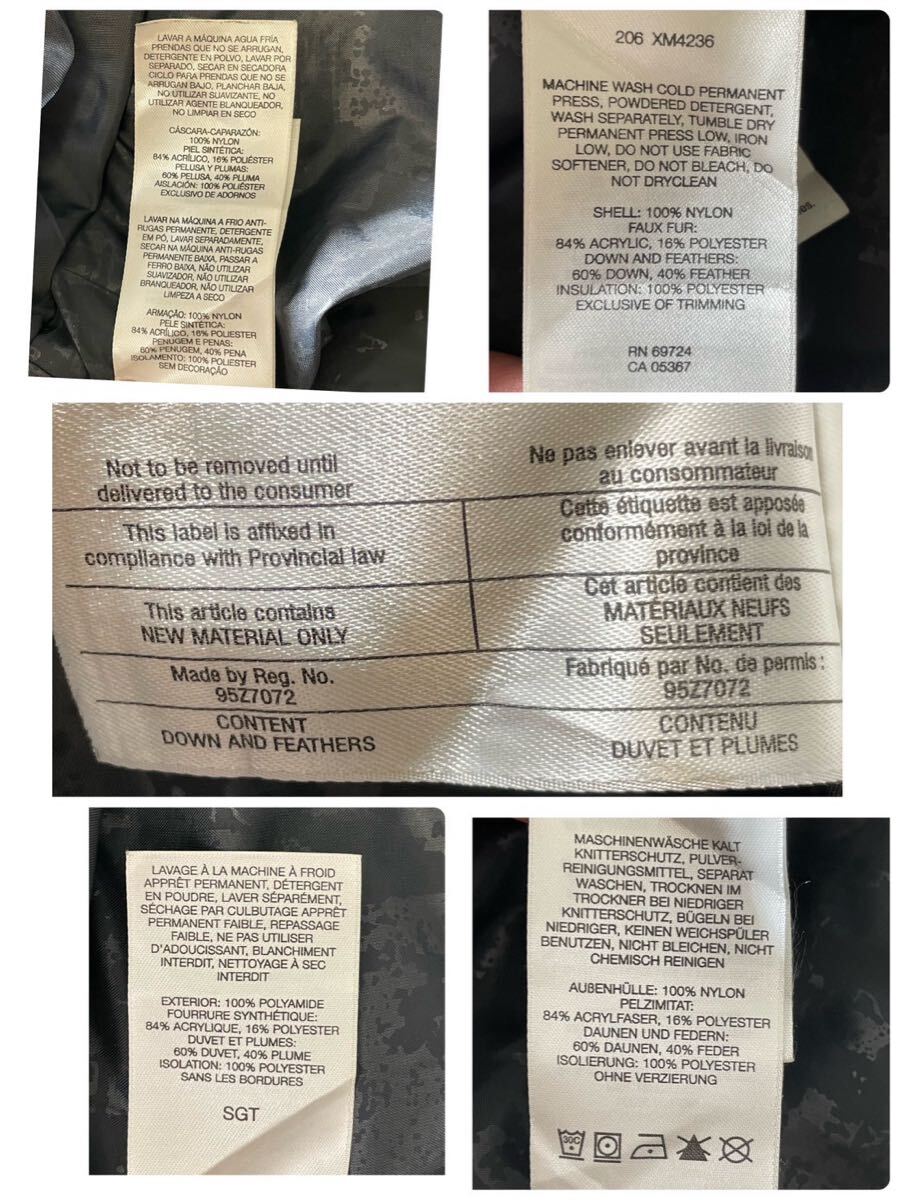 LAVAR A MÁQUINA AGUA FRÍA
PRENDAS QUE NO SE ARRUGAN,
DETERGENTE EN POLVO, LAVAR POR
SEPARADO, SECAR EN SECADORA
CICLO PARA PRENDAS QUE NO SE
ARRUGAN BAJO, PLANCHAR BAJA,
NO UTILIZAR SUAVIZANTE, NO
UTILIZAR AGENTE BLANQUEADOR,
NO LIMPIAR EN SECO
CÁSCARA-CAPARAZÓN:
100% NYLON
PIEL SINTÉTICA:
84% ACRÍLICO, 16% POLIÉSTER
PELUSA Y PLUMAS:
60% PELUSA, 40% PLUMA
AISLACIÓN: 100% POLIÉSTER
EXCLUSIVO DE ADORNOS
LAVAR NA MÁQUINA A FRIO ANTI-
RUGAS PERMANENTE, DETERGENTE
EM PÓ, LAVAR SEPARADAMENTE,
SECAR NA MÁQUINA ANTI-RUGAS
PERMANENTE BAIXA, PASSAR A
FERRO BAIXA, NÃO UTILIZAR
SUAVIZADOR, NÃO UTILIZAR
BRANQUEADOR, NÃO UTILIZAR
LIMPEZA A SECO
ARMAÇÃO: 100% NYLON
PELE SINTÉTICA:
84% ACRÍLICO, 16% POLIESTER
PENUGEM E PENAS:
60% PENUGEM, 40% PENA
ISOLAMENTO: 100% POLIESTER
SEM DECORAÇÃO
206 XM4236
MACHINE WASH COLD PERMANENT
PRESS, POWDERED DETERGENT,
WASH SEPARATELY, TUMBLE DRY
PERMANENT PRESS LOW, IRON
LOW, DO NOT USE FABRIC
SOFTENER, DO NOT BLEACH, DO
NOT DRYCLEAN
SHELL: 100% NYLON
FAUX FUR:
84% ACRYLIC, 16% POLYESTER
DOWN AND FEATHERS:
60% DOWN, 40% FEATHER
INSULATION: 100% POLYESTER
EXCLUSIVE OF TRIMMING
RN 69724
CA 05367
Not to be removed until
delivered to the consumer
Ne pas enlever avant la livraison
au consommateur
This label is affixed in
compliance with Provincial law
Cette étiquette est apposée
conformément à la loi de la
province
This article contains
NEW MATERIAL ONLY
Cet article contient des
MATÉRIAUX NEUFS
SEULEMENT
Made by Reg. No.
95Z7072
Fabriqué par No. de permis :
95Z7072
CONTENT
DOWN AND FEATHERS
CONTENU
DUVET ET PLUMES
LAVAGE À LA MACHINE À FROID
APPRÊT PERMANENT, DÉTERGENT
EN POUDRE, LAVER SÉPARÉMENT,
SÉCHAGE PAR CULBUTAGE APPRÊT
PERMANENT FAIBLE, REPASSAGE
FAIBLE, NE PAS UTILISER
D'ADOUCISSANT, BLANCHIMENT
INTERDIT, NETTOYAGE À SEC
INTERDIT
EXTERIOR: 100% POLYAMIDE
FOURRURE SYNTHÉTIQUE:
84% ACRYLIQUE, 16% POLYESTER
DUVET ET PLUMES:
60% DUVET, 40% PLUME
ISOLATION: 100% POLYESTER
SANS LES BORDURES
SGT
MASCHINENWÄSCHE KALT
KNITTERSCHUTZ, PULVER-
REINIGUNGSMITTEL, SEPARAT
WASCHEN, TROCKNEN IM
TROCKNER BEI NIEDRIGER
KNITTERSCHUTZ, BÜGELN BEI
NIEDRIGER, KEINEN WEICHSPÜLER
BENUTZEN, NICHT BLEICHEN, NICHT
CHEMISCH REINIGEN
AUßENHÜLLE: 100% NYLON
PELZIMITAT:
84% ACRYLFASER, 16% POLYESTER
DAUNEN UND FEDERN:
60% DAUNEN, 40% FEDER
ISOLIERUNG: 100% POLYESTER
OHNE VERZIERUNG
30C